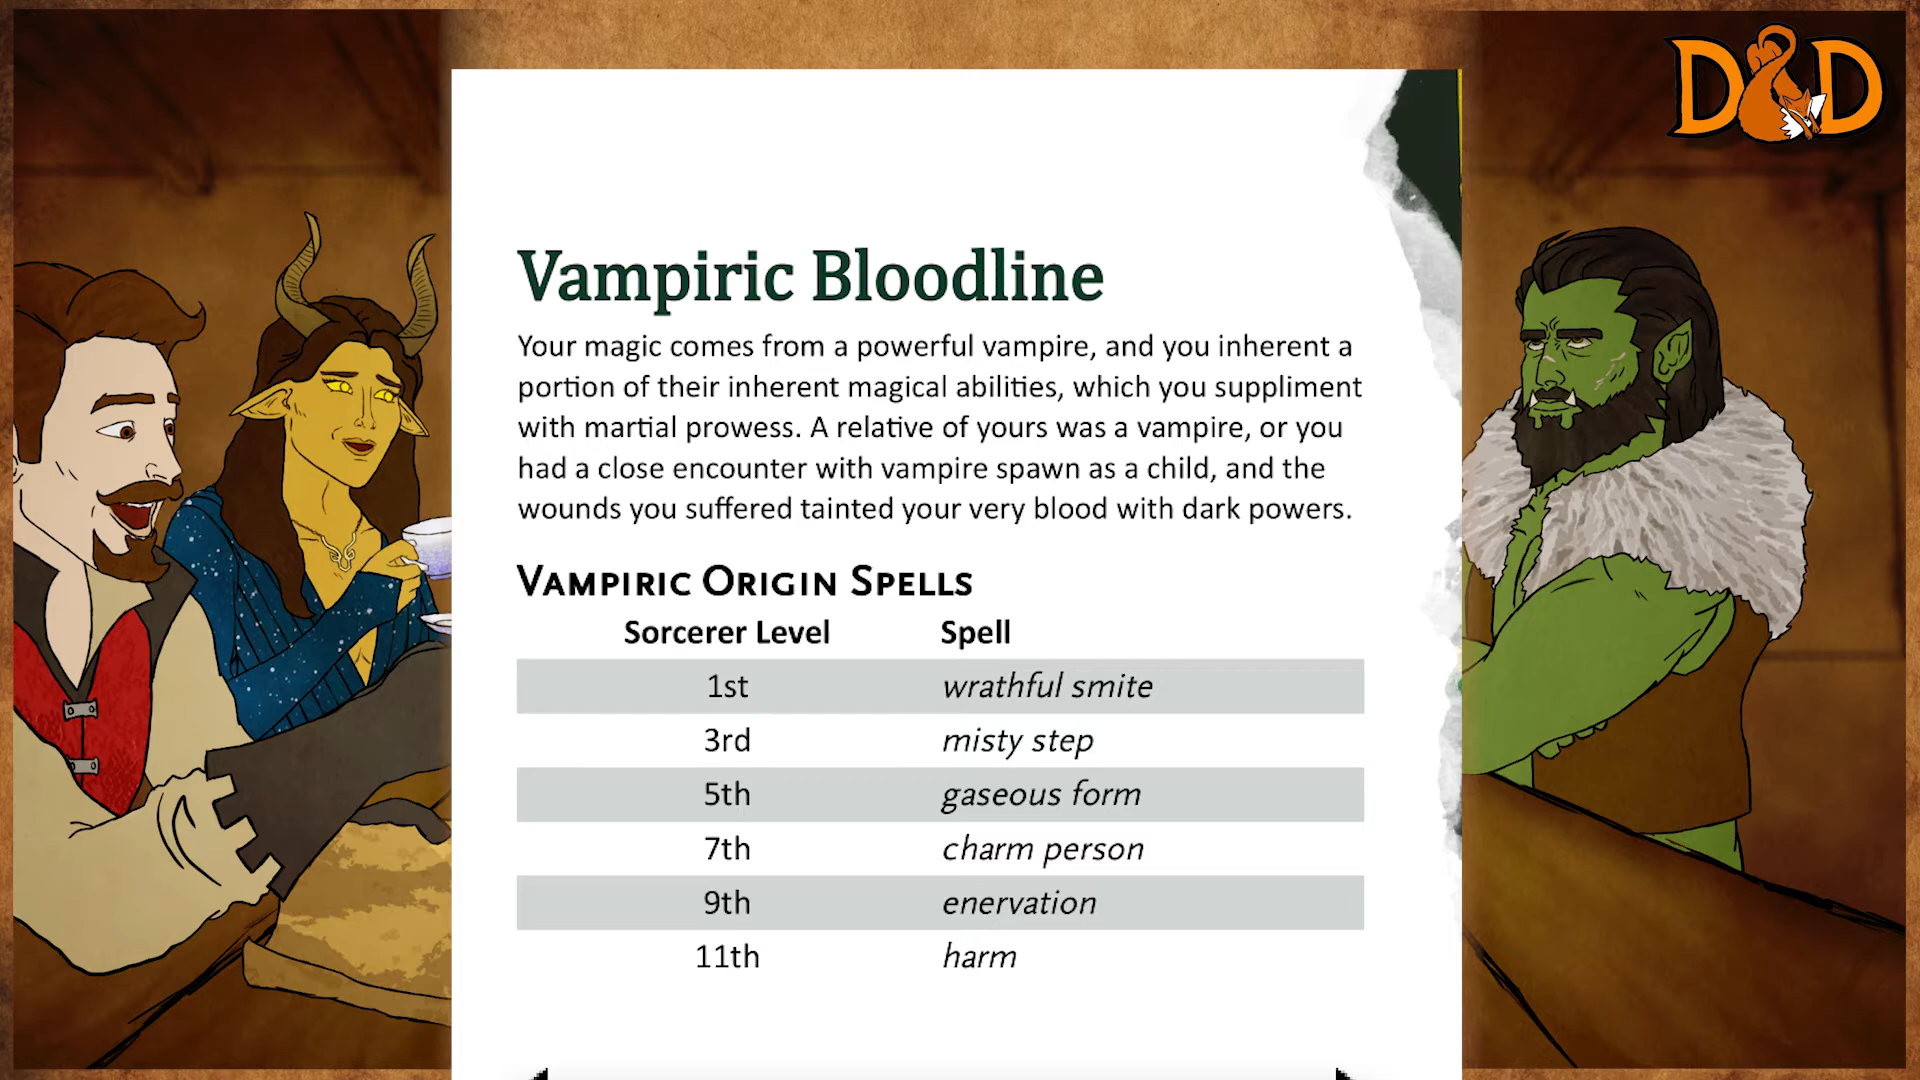 D&D
Vampiric Bloodline
Your magic comes from a powerful vampire, and you inherent a
portion of their inherent magical abilities, which you suppliment
with martial prowess. A relative of yours was a vampire, or you
had a close encounter with vampire spawn as a child, and the
wounds you suffered tainted your very blood with dark powers.
Vampiric Origin Spells
Sorcerer Level Spell
1st wrathful smite
3rd misty step
5th gaseous form
7th charm person
9th enervation
11th harm